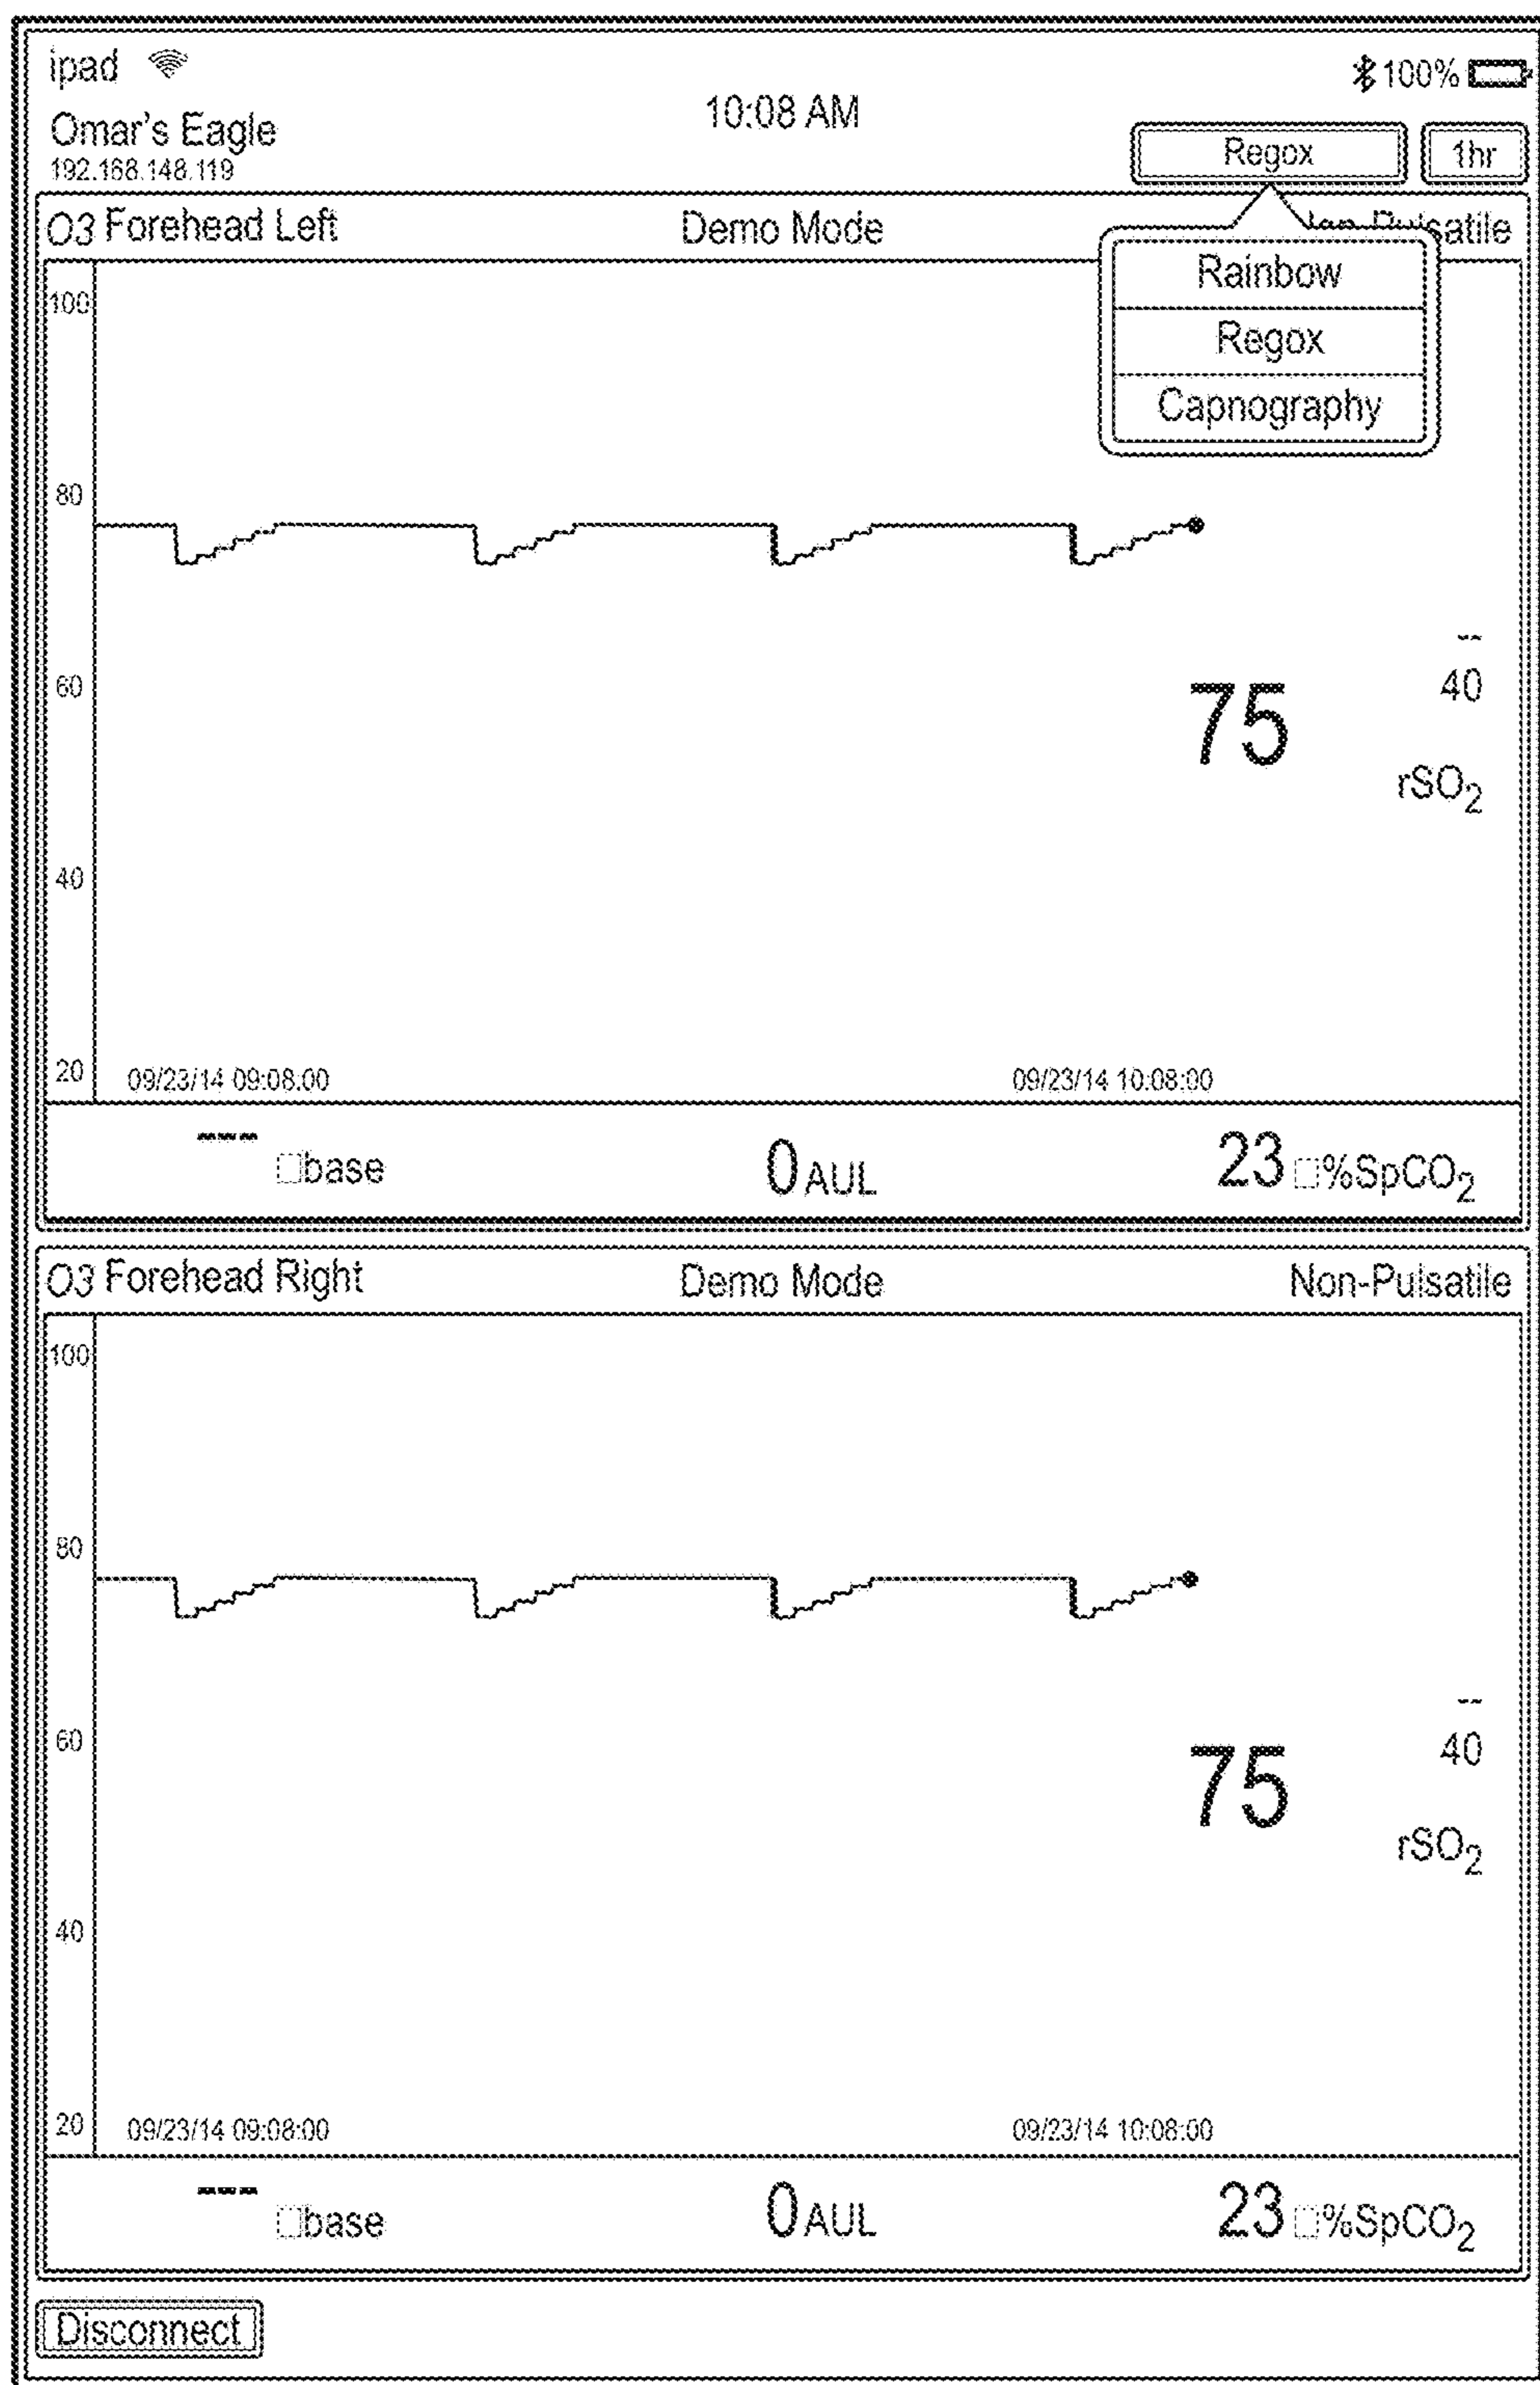 ipad 100%
10:08 AM
Omar's Eagle
192.168.148.119
Regox 1hr
O3 Forehead Left Demo Mode
Rainbow
Regox
Capnography
100
80
60
40
20
75
--
40
rSO2
09/23/14 09:08:00 09/23/14 10:08:00
--- □base 0 AUL 23 □%SpCO2
O3 Forehead Right Demo Mode Non-Pulsatile
100
80
60
40
20
75
--
40
rSO2
09/23/14 09:08:00 09/23/14 10:08:00
--- □base 0 AUL 23 □%SpCO2
Disconnect